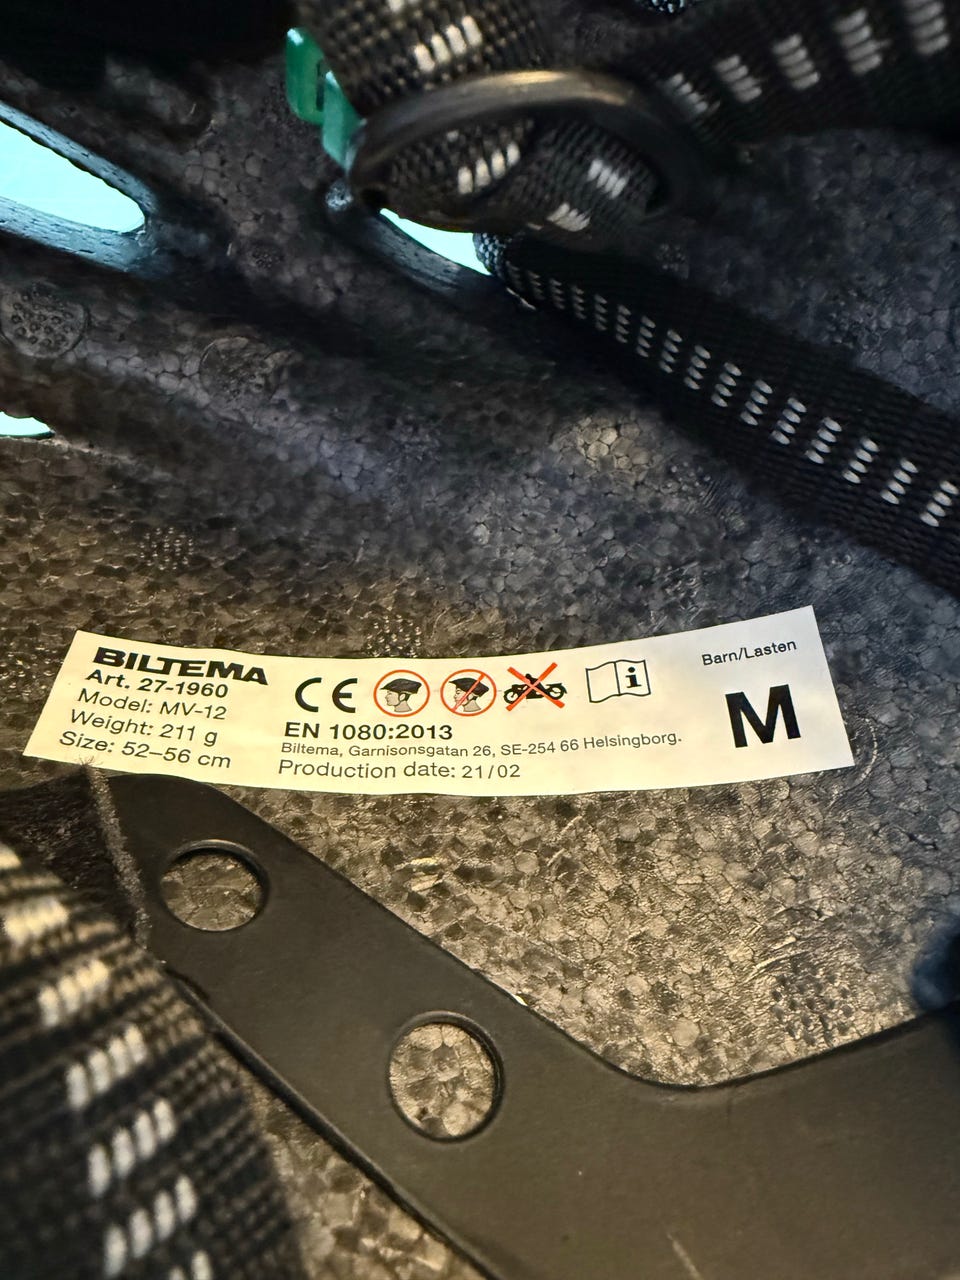 BILTEMA
Art. 27-1960
Model: MV-12
Weight: 211 g
Size: 52–56 cm
CE
EN 1080:2013
Biltema, Garnisonsgatan 26, SE-254 66 Helsingborg.
Production date: 21/02
i
Barn/Lasten
M